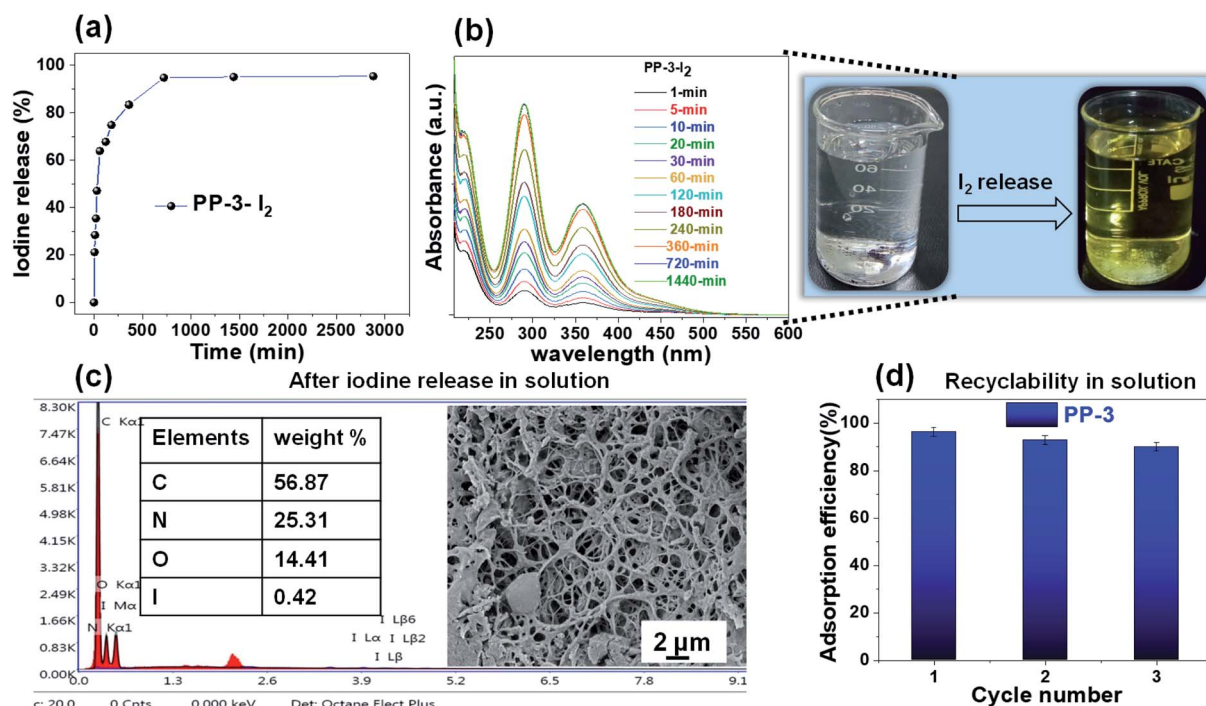 (a)
100
80
60
40
20
0
Iodine release (%)
PP-3- I₂
0 500 1000 1500 2000 2500 3000
Time (min)
(b)
Absorbance (a.u.)
PP-3-I₂
1-min
5-min
10-min
20-min
30-min
60-min
120-min
180-min
240-min
360-min
720-min
1440-min
250 300 350 400 450 500 550 600
wavelength (nm)
60
40
20
I₂ release
(c)
After iodine release in solution
8.30K
7.47K
6.64K
5.81K
4.98K
4.15K
3.32K
2.49K
1.66K
0.83K
0.00K
C Kα1
O Kα1
I Mα
N Kα1
Elements weight %
C 56.87
N 25.31
O 14.41
I 0.42
I Lβ6
I Lα I Lβ2
I Lβ
0.0 1.3 2.6 3.9 5.2 6.5 7.8 9.1
2 µm
c: 20.0 0 Cnts 0.000 keV Det: Octane Elect Plus
(d)
Recyclability in solution
PP-3
100
80
60
40
20
0
Adsorption efficiency(%)
1 2 3
Cycle number